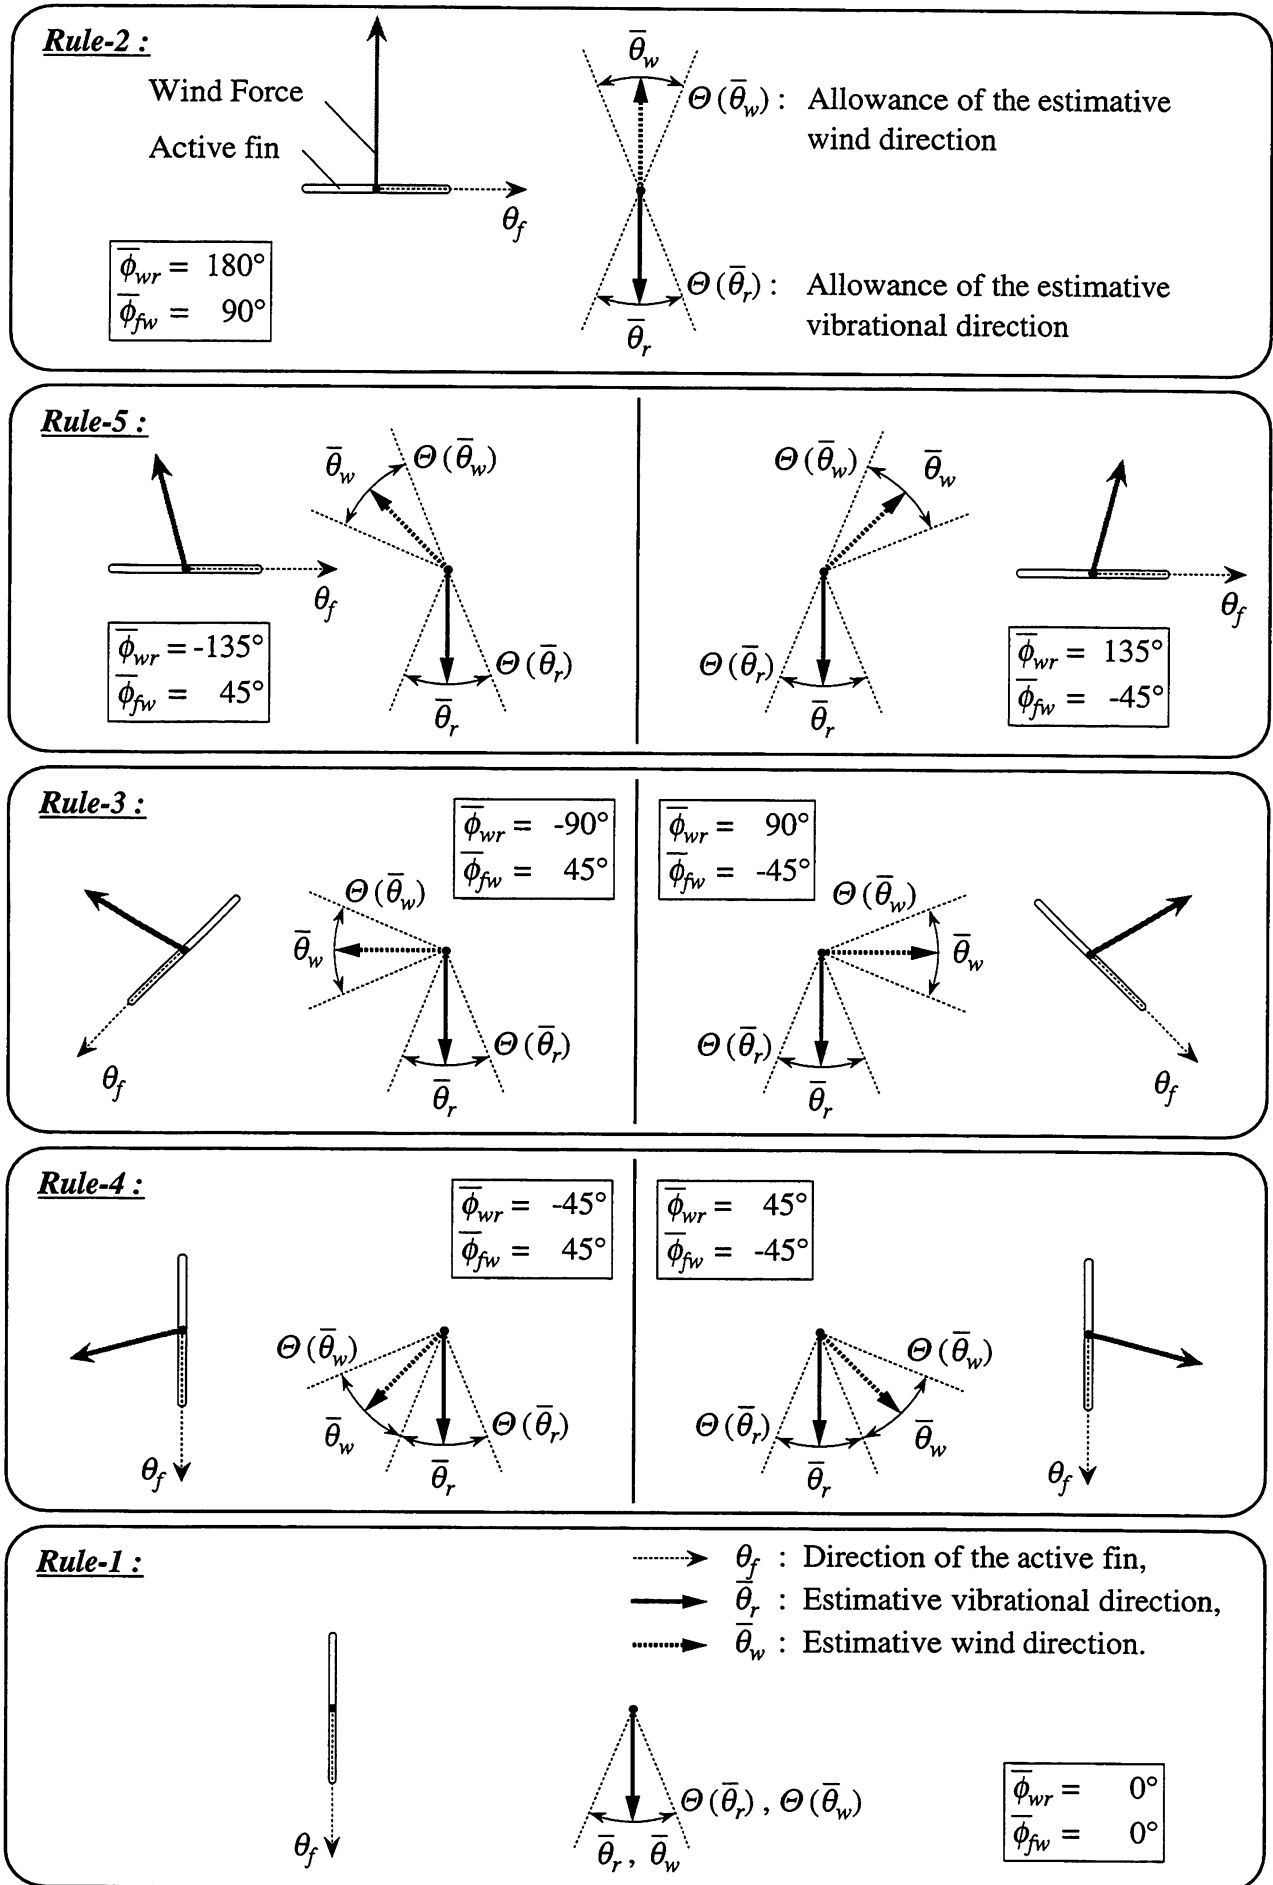 Rule-2 :
Wind Force
Active fin
θ_f
φ̅_wr = 180°
φ̅_fw = 90°
θ̅_w
Θ(θ̅_w) : Allowance of the estimative
wind direction
Θ(θ̅_r) : Allowance of the estimative
vibrational direction
θ̅_r
Rule-5 :
θ_f
φ̅_wr = -135°
φ̅_fw = 45°
θ̅_w
Θ(θ̅_w)
Θ(θ̅_r)
θ̅_r
Θ(θ̅_w)
θ̅_w
Θ(θ̅_r)
θ̅_r
θ_f
φ̅_wr = 135°
φ̅_fw = -45°
Rule-3 :
φ̅_wr = -90°
φ̅_fw = 45°
θ_f
Θ(θ̅_w)
θ̅_w
Θ(θ̅_r)
θ̅_r
φ̅_wr = 90°
φ̅_fw = -45°
Θ(θ̅_w)
θ̅_w
Θ(θ̅_r)
θ̅_r
θ_f
Rule-4 :
φ̅_wr = -45°
φ̅_fw = 45°
θ_f
Θ(θ̅_w)
θ̅_w
Θ(θ̅_r)
θ̅_r
φ̅_wr = 45°
φ̅_fw = -45°
Θ(θ̅_w)
Θ(θ̅_r)
θ̅_w
θ̅_r
θ_f
Rule-1 :
θ_f : Direction of the active fin,
θ̅_r : Estimative vibrational direction,
θ̅_w : Estimative wind direction.
θ_f
Θ(θ̅_r) , Θ(θ̅_w)
θ̅_r , θ̅_w
φ̅_wr = 0°
φ̅_fw = 0°